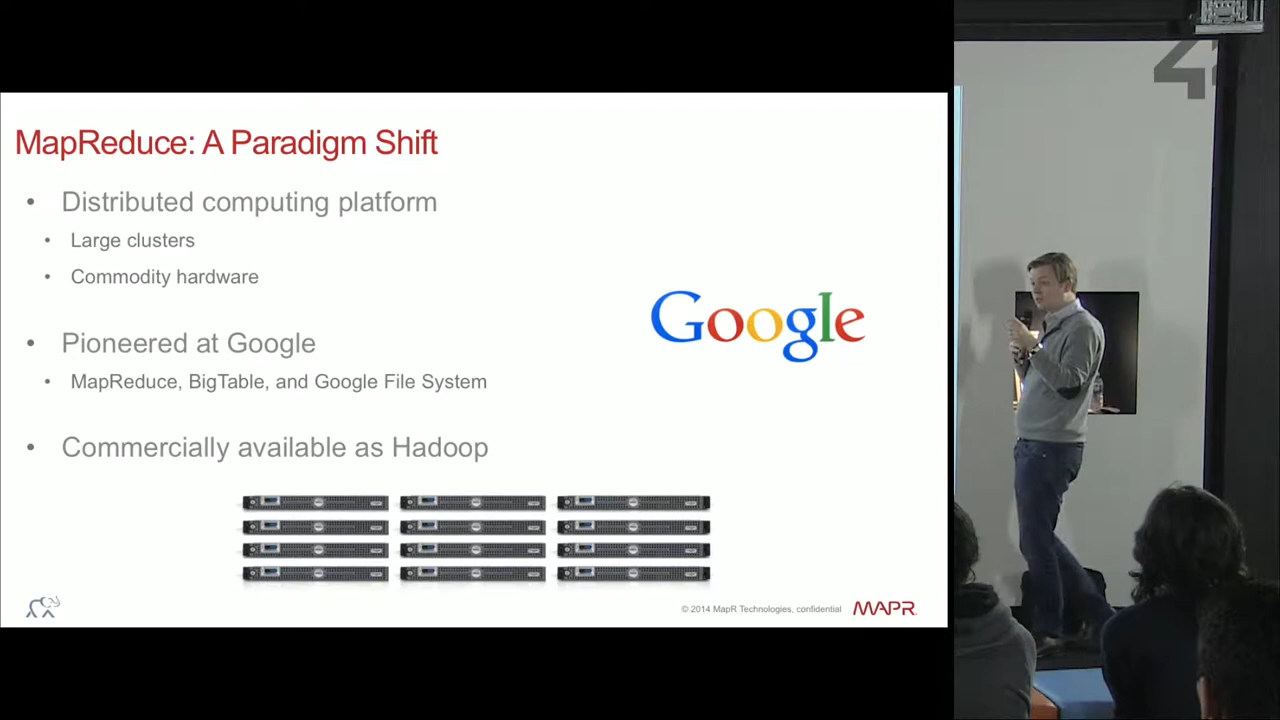 MapReduce: A Paradigm Shift
• Distributed computing platform
• Large clusters
• Commodity hardware
• Pioneered at Google
• MapReduce, BigTable, and Google File System
• Commercially available as Hadoop
Google
© 2014 MapR Technologies, confidential
MAPR